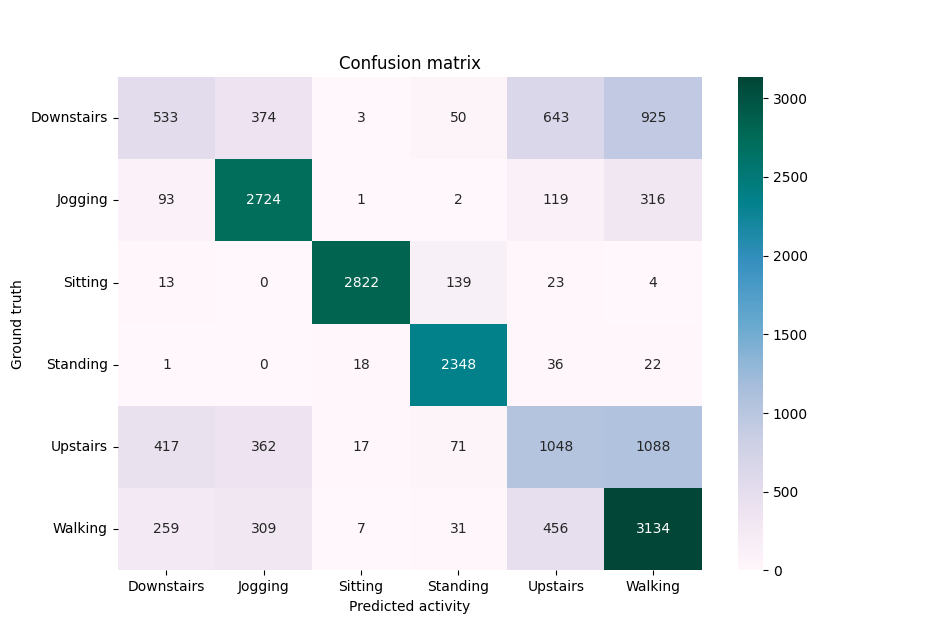 Confusion matrix
Ground truth
Downstairs 533 374 3 50 643 925
Jogging 93 2724 1 2 119 316
Sitting 13 0 2822 139 23 4
Standing 1 0 18 2348 36 22
Upstairs 417 362 17 71 1048 1088
Walking 259 309 7 31 456 3134
Downstairs Jogging Sitting Standing Upstairs Walking
Predicted activity
3000
2500
2000
1500
1000
500
0